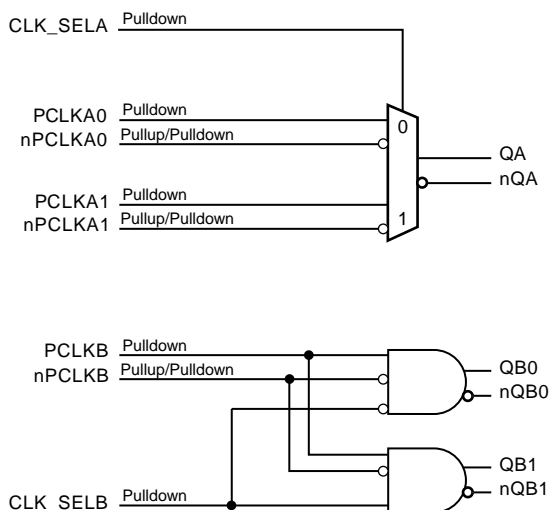 CLK_SELA Pulldown
PCLKA0 Pulldown
nPCLKA0 Pullup/Pulldown
0
QA
nQA
PCLKA1 Pulldown
nPCLKA1 Pullup/Pulldown
1
PCLKB Pulldown
nPCLKB Pullup/Pulldown
QB0
nQB0
QB1
nQB1
CLK_SELB Pulldown